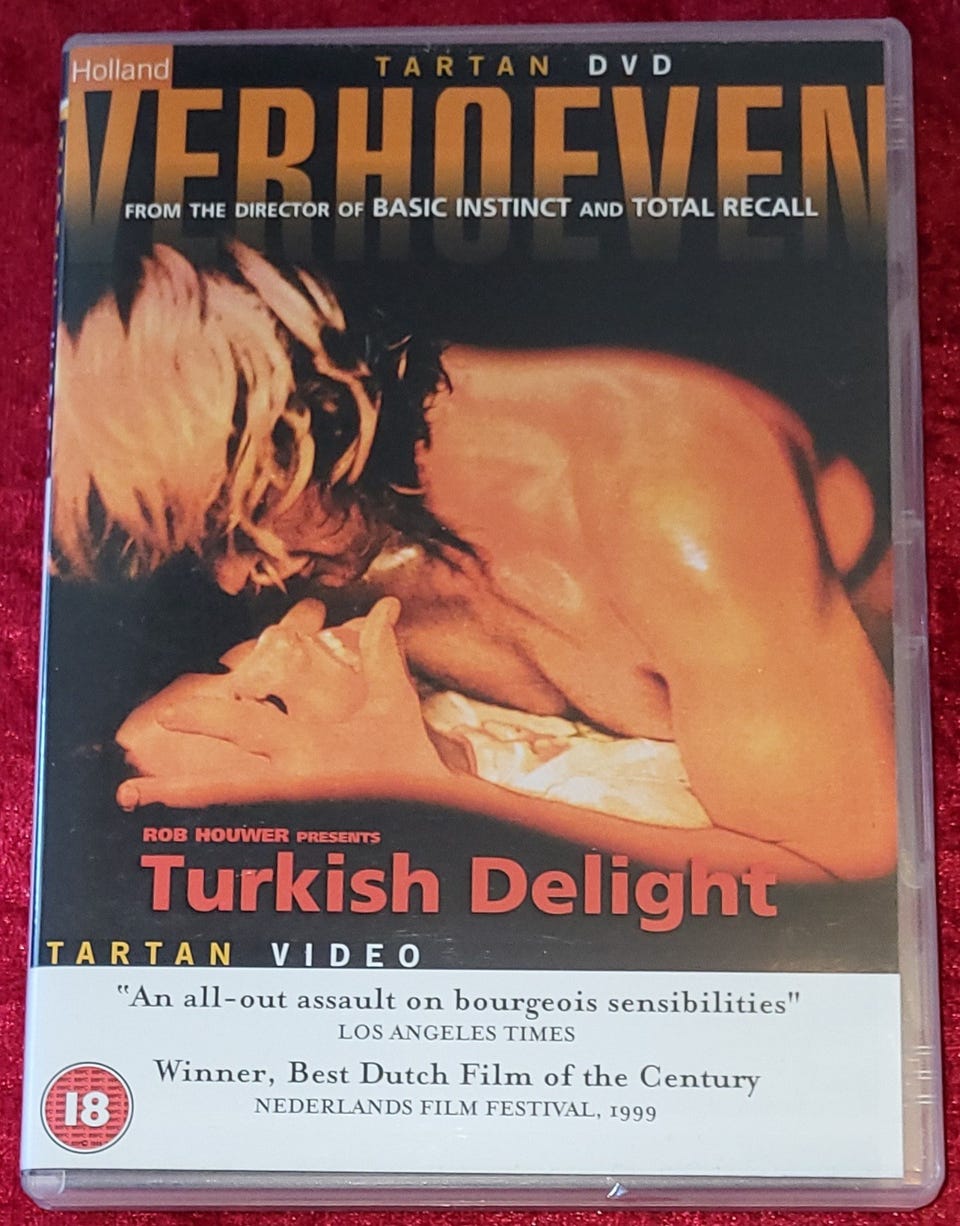 Holland
TARTAN DVD
VERHOEVEN
FROM THE DIRECTOR OF BASIC INSTINCT AND TOTAL RECALL
ROB HOUWER PRESENTS
Turkish Delight
TARTAN VIDEO
"An all-out assault on bourgeois sensibilities"
LOS ANGELES TIMES
Winner, Best Dutch Film of the Century
NEDERLANDS FILM FESTIVAL, 1999
18